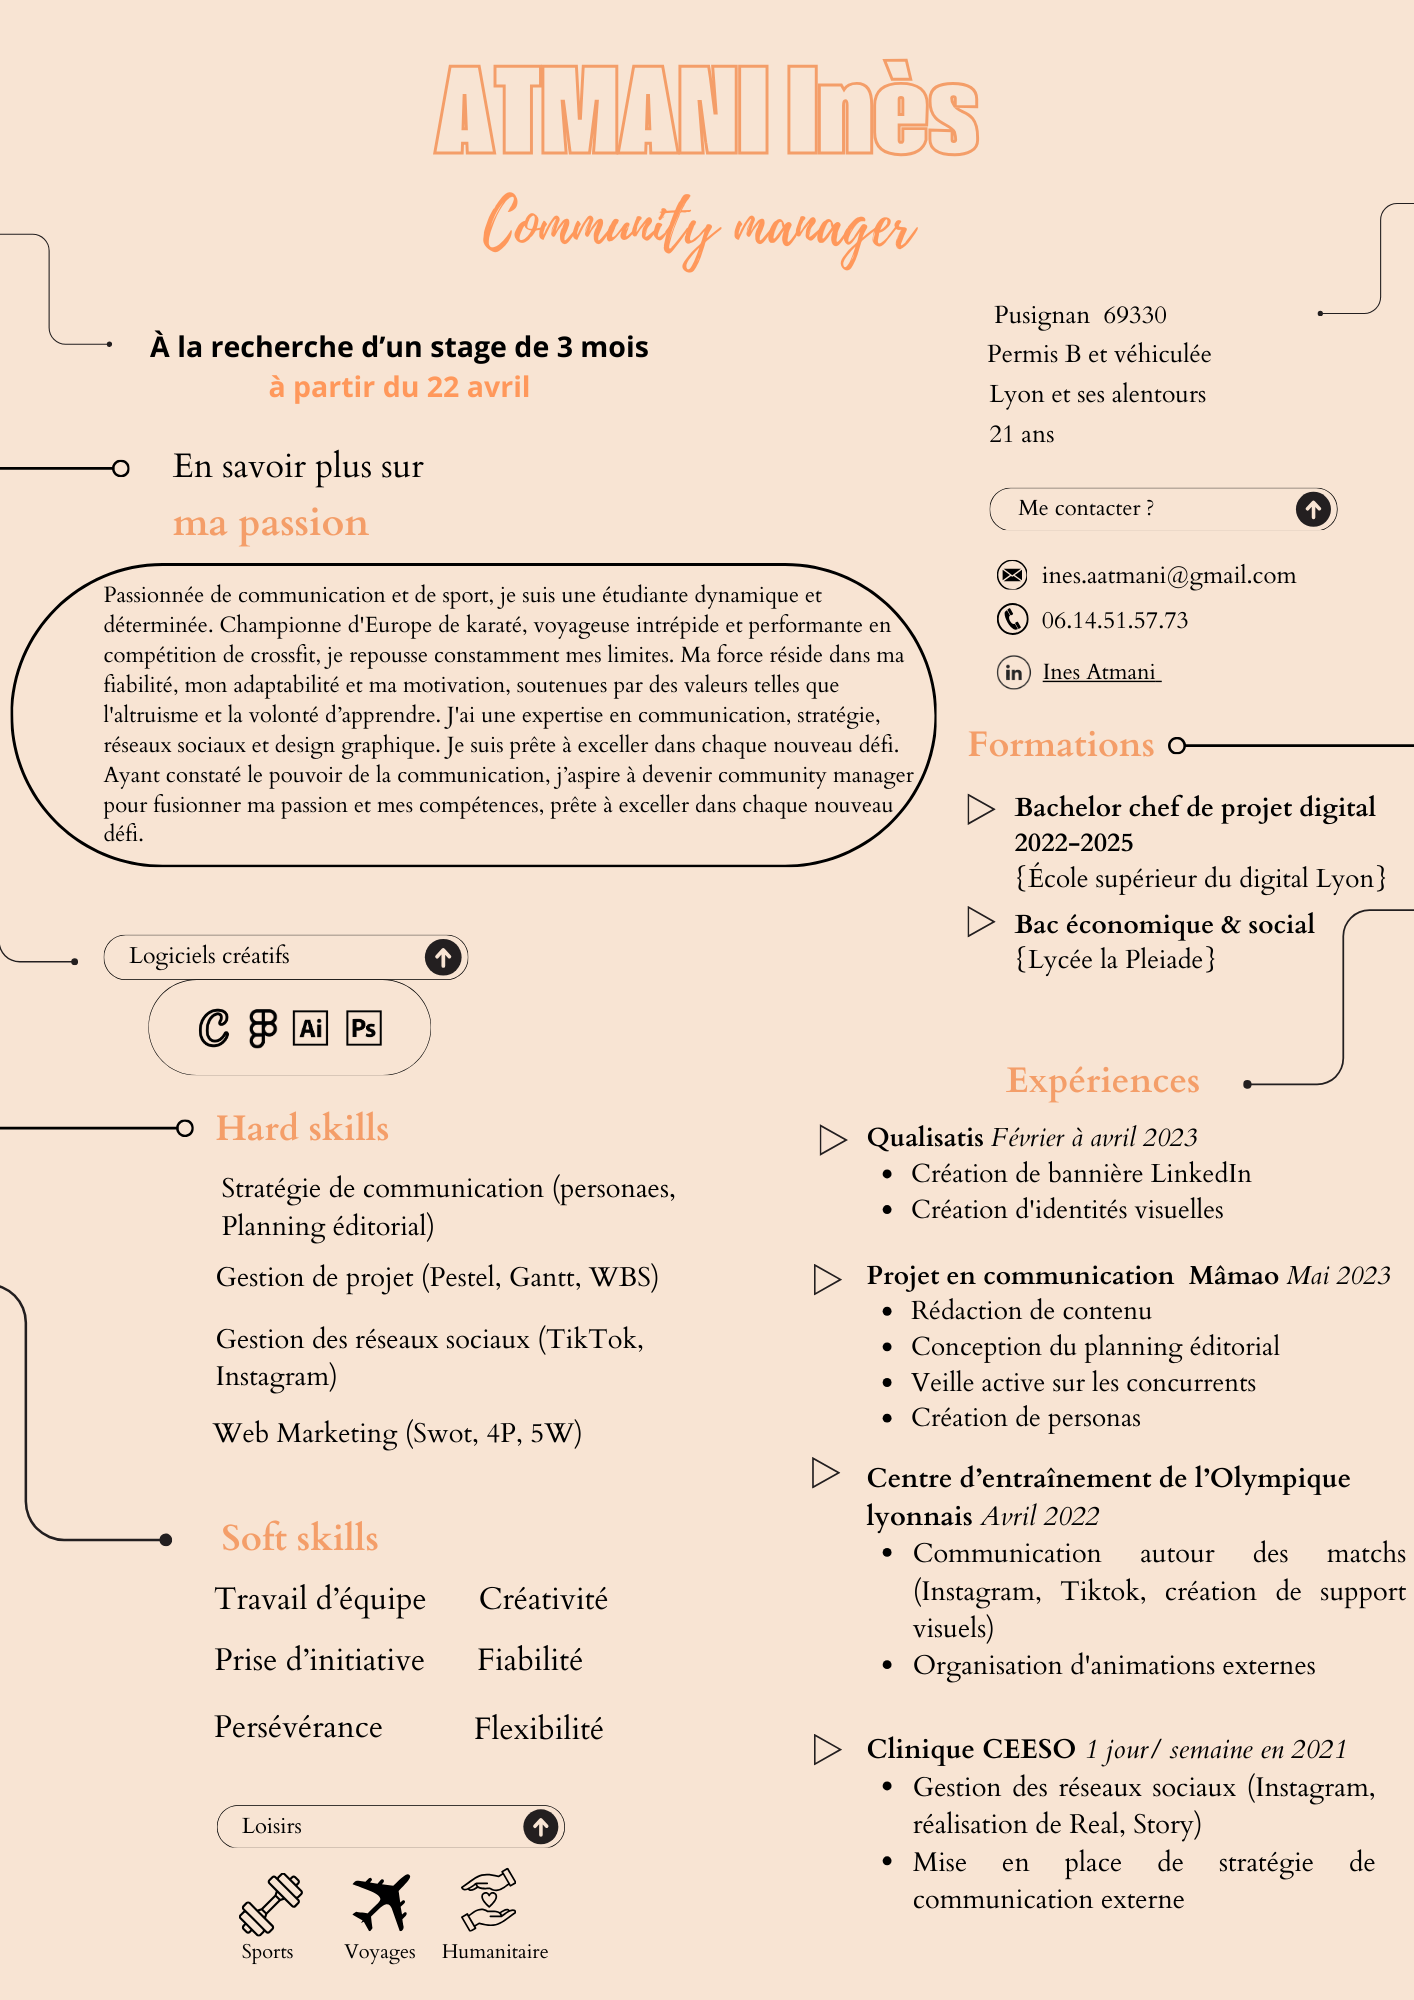 ATMANI Inès
Community manager
À la recherche d'un stage de 3 mois
à partir du 22 avril
En savoir plus sur
ma passion
Passionnée de communication et de sport, je suis une étudiante dynamique et
déterminée. Championne d'Europe de karaté, voyageuse intrépide et performante en
compétition de crossfit, je repousse constamment mes limites. Ma force réside dans ma
fiabilité, mon adaptabilité et ma motivation, soutenues par des valeurs telles que
l'altruisme et la volonté d'apprendre. J'ai une expertise en communication, stratégie,
réseaux sociaux et design graphique. Je suis prête à exceller dans chaque nouveau défi.
Ayant constaté le pouvoir de la communication, j'aspire à devenir community manager
pour fusionner ma passion et mes compétences, prête à exceller dans chaque nouveau
défi.
Logiciels créatifs
Ai Ps
Hard skills
Stratégie de communication (personaes,
Planning éditorial)
Gestion de projet (Pestel, Gantt, WBS)
Gestion des réseaux sociaux (TikTok,
Instagram)
Web Marketing (Swot, 4P, 5W)
Soft skills
Travail d'équipe Créativité
Prise d'initiative Fiabilité
Persévérance Flexibilité
Loisirs
Sports Voyages Humanitaire
Pusignan 69330
Permis B et véhiculée
Lyon et ses alentours
21 ans
Me contacter ?
ines.aatmani@gmail.com
06.14.51.57.73
in Ines Atmani
Formations
Bachelor chef de projet digital
2022-2025
{École supérieur du digital Lyon}
Bac économique & social
{Lycée la Pleiade}
Expériences
Qualisatis Février à avril 2023
• Création de bannière LinkedIn
• Création d'identités visuelles
Projet en communication Mâmao Mai 2023
• Rédaction de contenu
• Conception du planning éditorial
• Veille active sur les concurrents
• Création de personas
Centre d'entraînement de l'Olympique
lyonnais Avril 2022
• Communication autour des matchs
(Instagram, Tiktok, création de support
visuels)
• Organisation d'animations externes
Clinique CEESO 1 jour/ semaine en 2021
• Gestion des réseaux sociaux (Instagram,
réalisation de Real, Story)
• Mise en place de stratégie de
communication externe